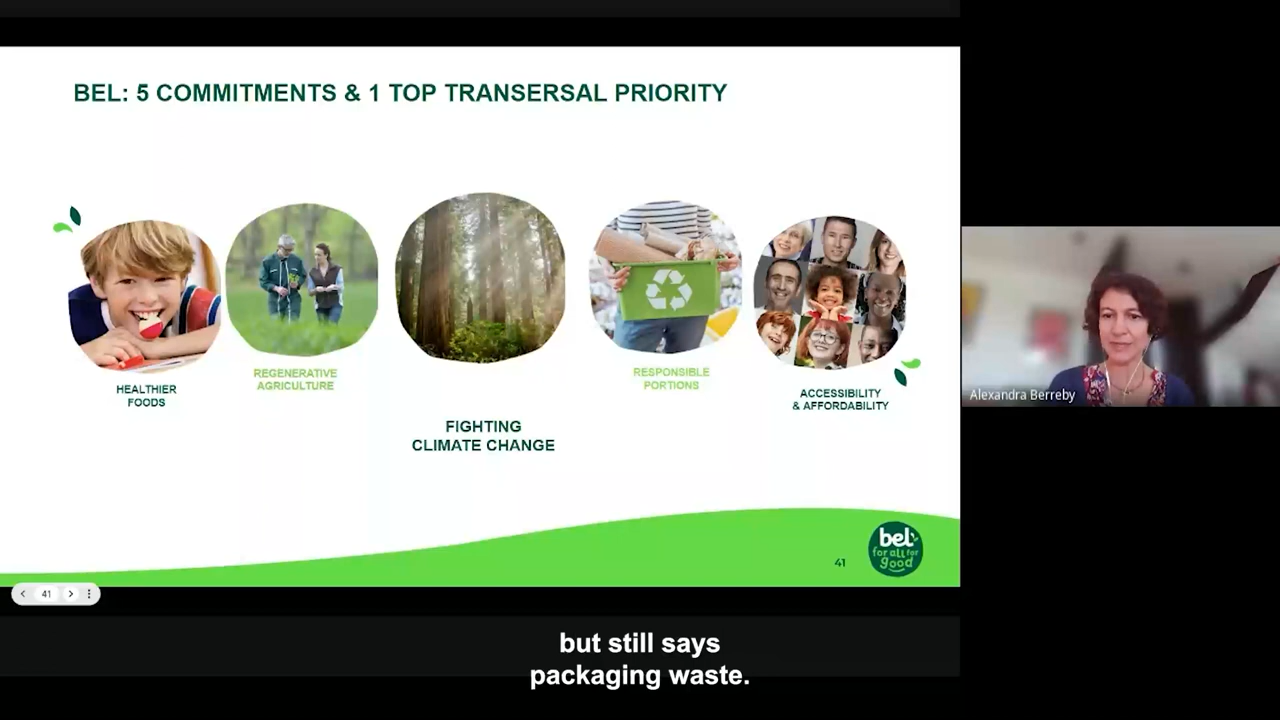 BEL: 5 COMMITMENTS & 1 TOP TRANSERSAL PRIORITY
HEALTHIER
FOODS
REGENERATIVE
AGRICULTURE
FIGHTING
CLIMATE CHANGE
RESPONSIBLE
PORTIONS
ACCESSIBILITY
& AFFORDABILITY
Alexandra Berreby
41
bel
for all for
good
41
but still says
packaging waste.